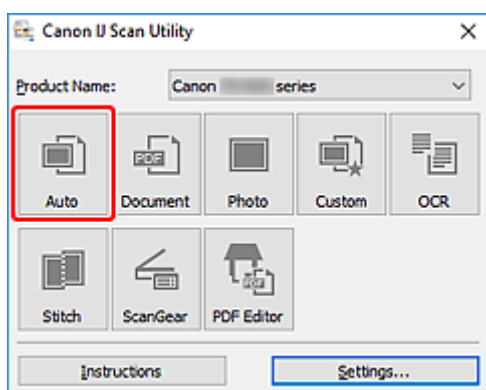 Canon IJ Scan Utility
Product Name: Canon series
Auto Document Photo Custom OCR
PDF
Stitch ScanGear PDF Editor
Instructions Settings...